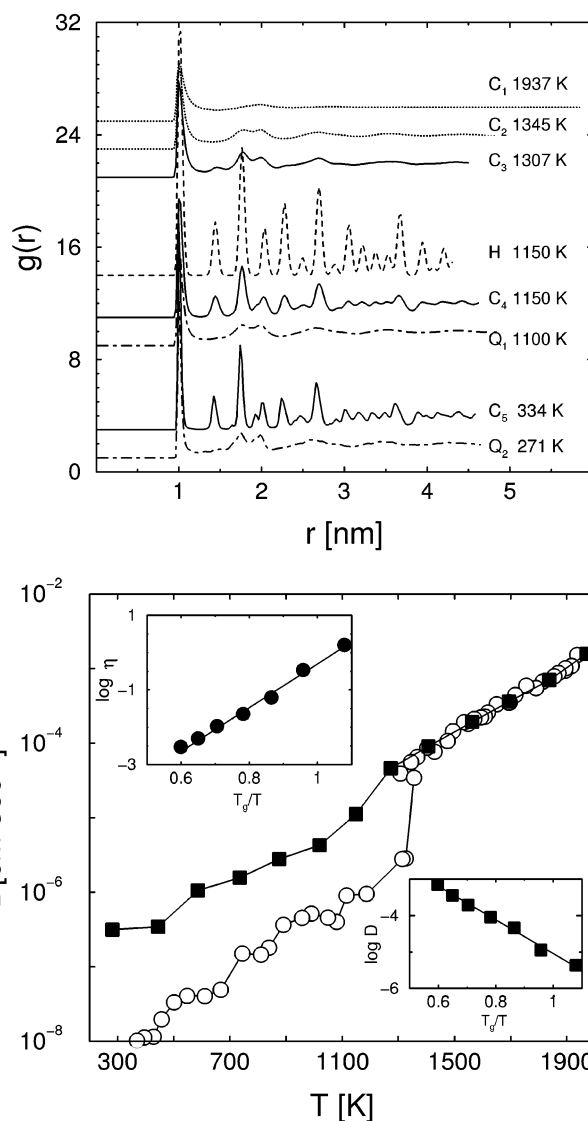 32
C₁ 1937 K
C₂ 1345 K
24
C₃ 1307 K
g(r)
16
H 1150 K
C₄ 1150 K
Q₁ 1100 K
8
C₅ 334 K
Q₂ 271 K
0
1 2 3 4 5
r [nm]
10⁻²
1
log η
−1
−3
0.6 0.8 1
T_g/T
10⁻⁴
10⁻⁶
−4
log D
−6
0.6 0.8 1
T_g/T
10⁻⁸
300 700 1100 1500 1900
T [K]